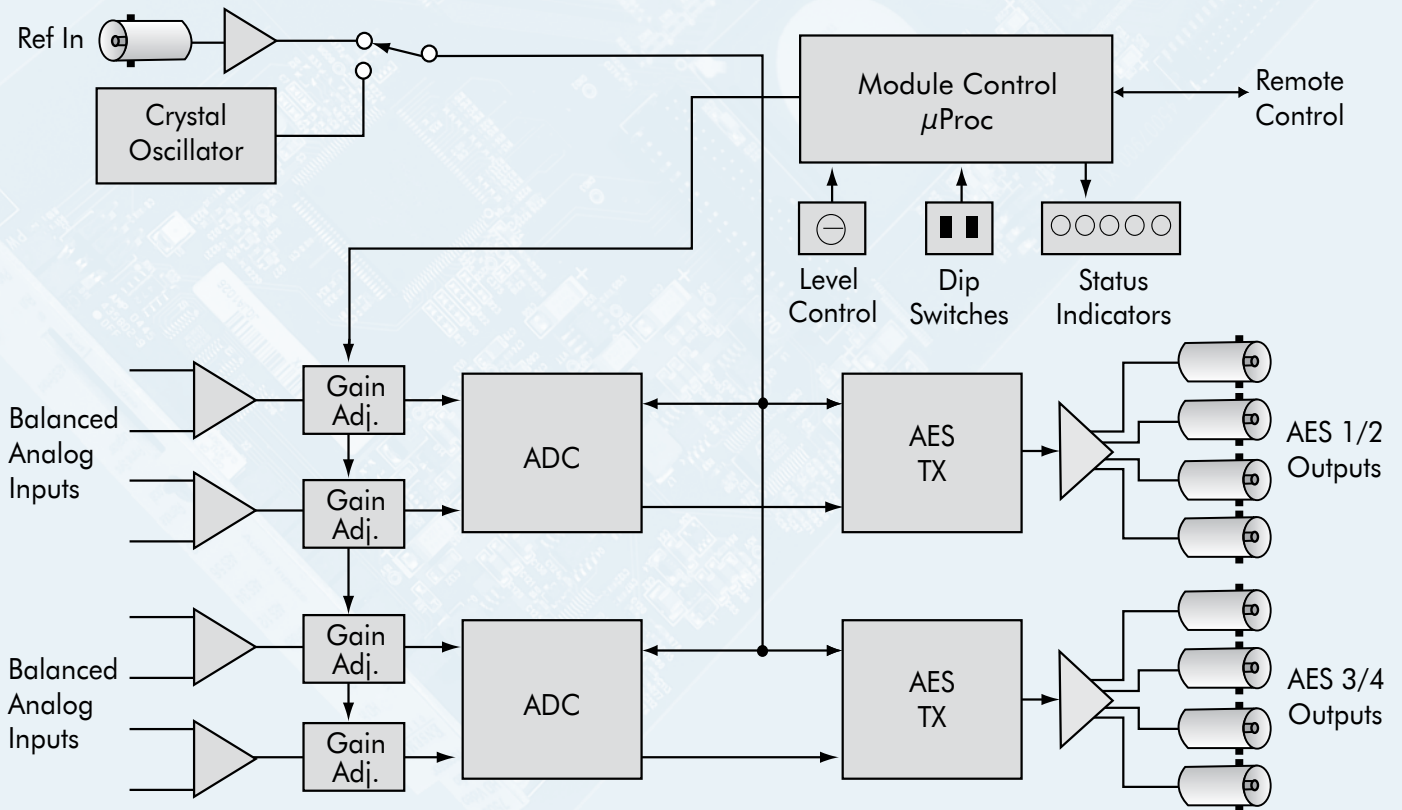 Ref In
Crystal
Oscillator
Module Control
µProc
Remote
Control
Level
Control
Dip
Switches
Status
Indicators
Balanced
Analog
Inputs
Gain
Adj.
Gain
Adj.
ADC
AES
TX
AES 1/2
Outputs
Balanced
Analog
Inputs
Gain
Adj.
Gain
Adj.
ADC
AES
TX
AES 3/4
Outputs